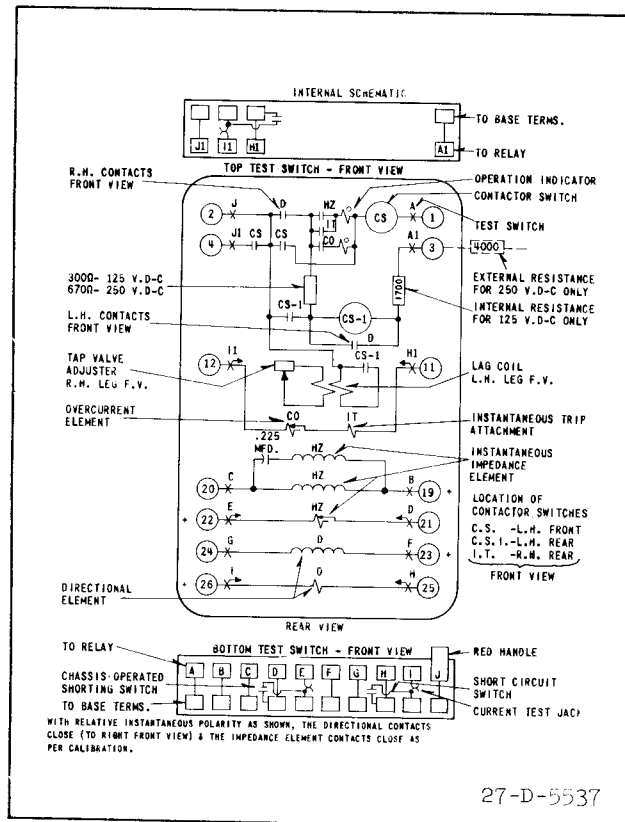 INTERNAL SCHEMATIC
J1 I1 H1 A1
TO BASE TERMS.
TO RELAY
TOP TEST SWITCH - FRONT VIEW
R.H. CONTACTS
FRONT VIEW
OPERATION INDICATOR
CONTACTOR SWITCH
2 J D HZ CS A 1
IT
TEST SWITCH
4 J1 CS CS CO A1 3 4000
300Ω- 125 V.D-C
670Ω- 250 V.D-C
1700
EXTERNAL RESISTANCE
FOR 250 V.D-C ONLY
INTERNAL RESISTANCE
FOR 125 V.D-C ONLY
CS-1 CS-1
L.H. CONTACTS
FRONT VIEW
D
CS-1
12 I1 H1 11
TAP VALVE
ADJUSTER
R.H. LEG F.V.
LAG COIL
L.H. LEG F.V.
OVERCURRENT
ELEMENT
CO IT
INSTANTANEOUS TRIP
ATTACHMENT
.225
MFD.
HZ
INSTANTANEOUS
IMPEDANCE
ELEMENT
20 C HZ B 19 +
+ 22 E HZ D 21
24 G D F 23 +
+ 26 I D H 25
LOCATION OF
CONTACTOR SWITCHES
C.S. -L.H. FRONT
C.S.1.-L.H. REAR
I.T. -R.H. REAR
FRONT VIEW
DIRECTIONAL
ELEMENT
REAR VIEW
BOTTOM TEST SWITCH - FRONT VIEW
RED HANDLE
TO RELAY
A B C D E F G H I J
CHASSIS-OPERATED
SHORTING SWITCH
SHORT CIRCUIT
SWITCH
TO BASE TERMS.
CURRENT TEST JACK
WITH RELATIVE INSTANTANEOUS POLARITY AS SHOWN, THE DIRECTIONAL CONTACTS
CLOSE (TO RIGHT FRONT VIEW) & THE IMPEDANCE ELEMENT CONTACTS CLOSE AS
PER CALIBRATION.
27-D-5537